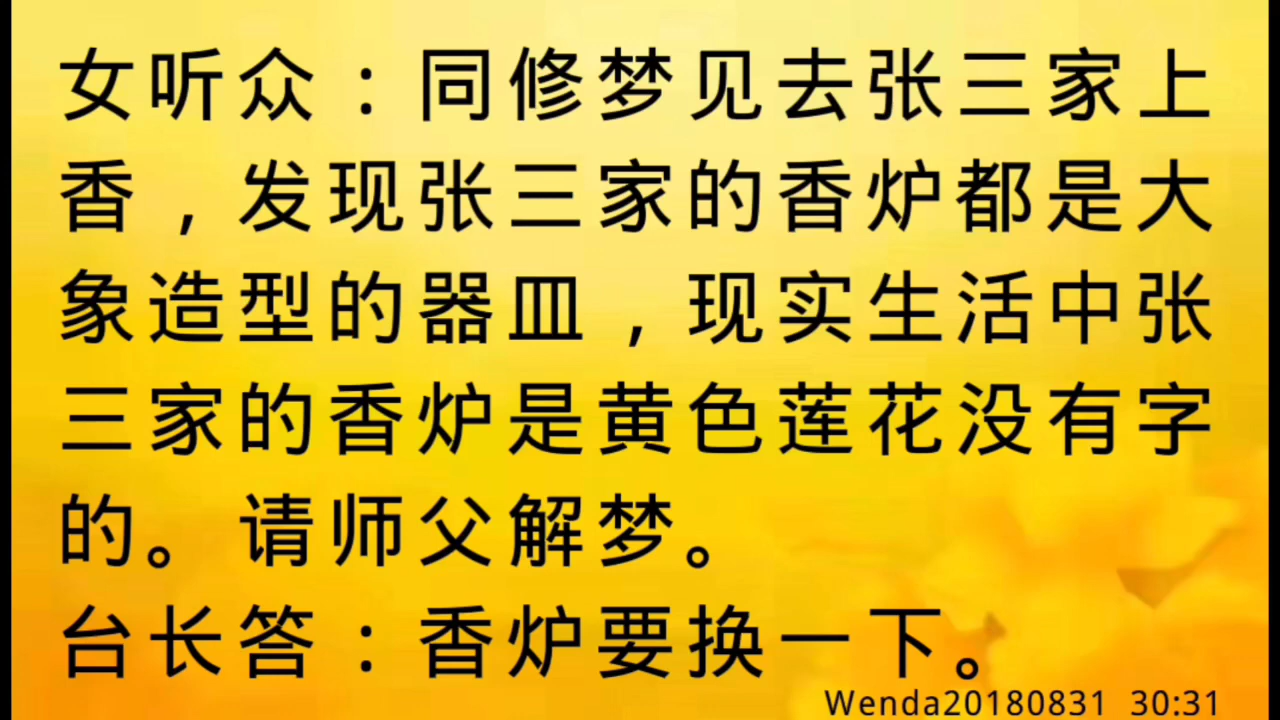 女听众：同修梦见去张三家上
香，发现张三家的香炉都是大
象造型的器皿，现实生活中张
三家的香炉是黄色莲花没有字
的。请师父解梦。
台长答：香炉要换一下。
Wenda20180831 30:31